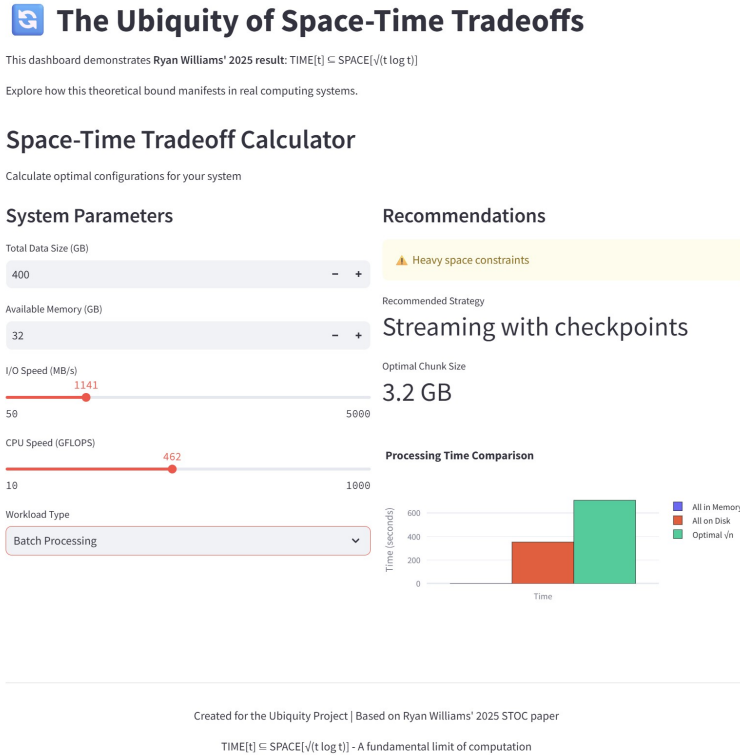 The Ubiquity of Space-Time Tradeoffs
This dashboard demonstrates Ryan Williams' 2025 result: TIME[t] ⊆ SPACE[√(t log t)]
Explore how this theoretical bound manifests in real computing systems.
Space-Time Tradeoff Calculator
Calculate optimal configurations for your system
System Parameters
Total Data Size (GB)
400
Available Memory (GB)
32
I/O Speed (MB/s)
1141
50 5000
CPU Speed (GFLOPS)
462
10 1000
Workload Type
Batch Processing
Recommendations
Heavy space constraints
Recommended Strategy
Streaming with checkpoints
Optimal Chunk Size
3.2 GB
Processing Time Comparison
Time (seconds)
600
400
200
0
Time
All in Memory
All on Disk
Optimal √n
Created for the Ubiquity Project | Based on Ryan Williams' 2025 STOC paper
TIME[t] ⊆ SPACE[√(t log t)] - A fundamental limit of computation